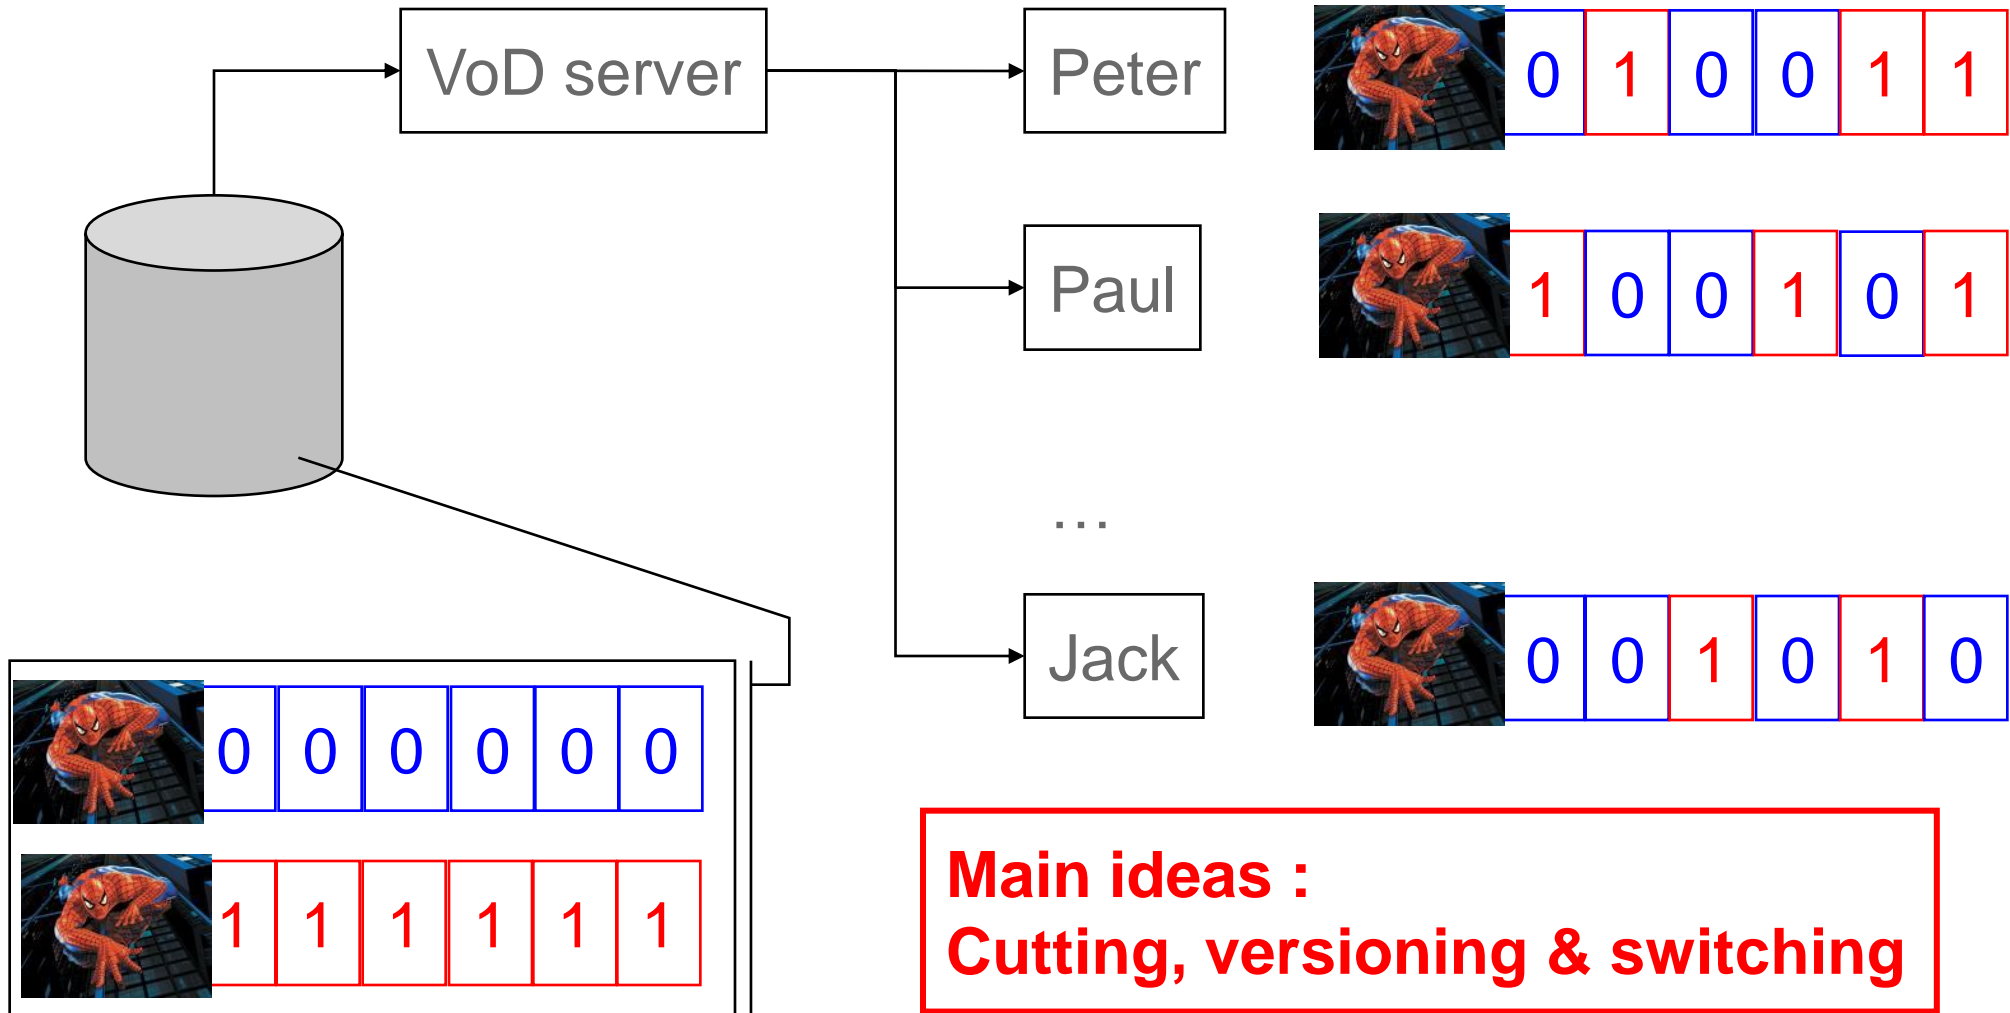 VoD server
Peter
0 1 0 0 1 1
Paul
1 0 0 1 0 1
…
Jack
0 0 1 0 1 0
0 0 0 0 0 0
1 1 1 1 1 1
Main ideas :
Cutting, versioning & switching